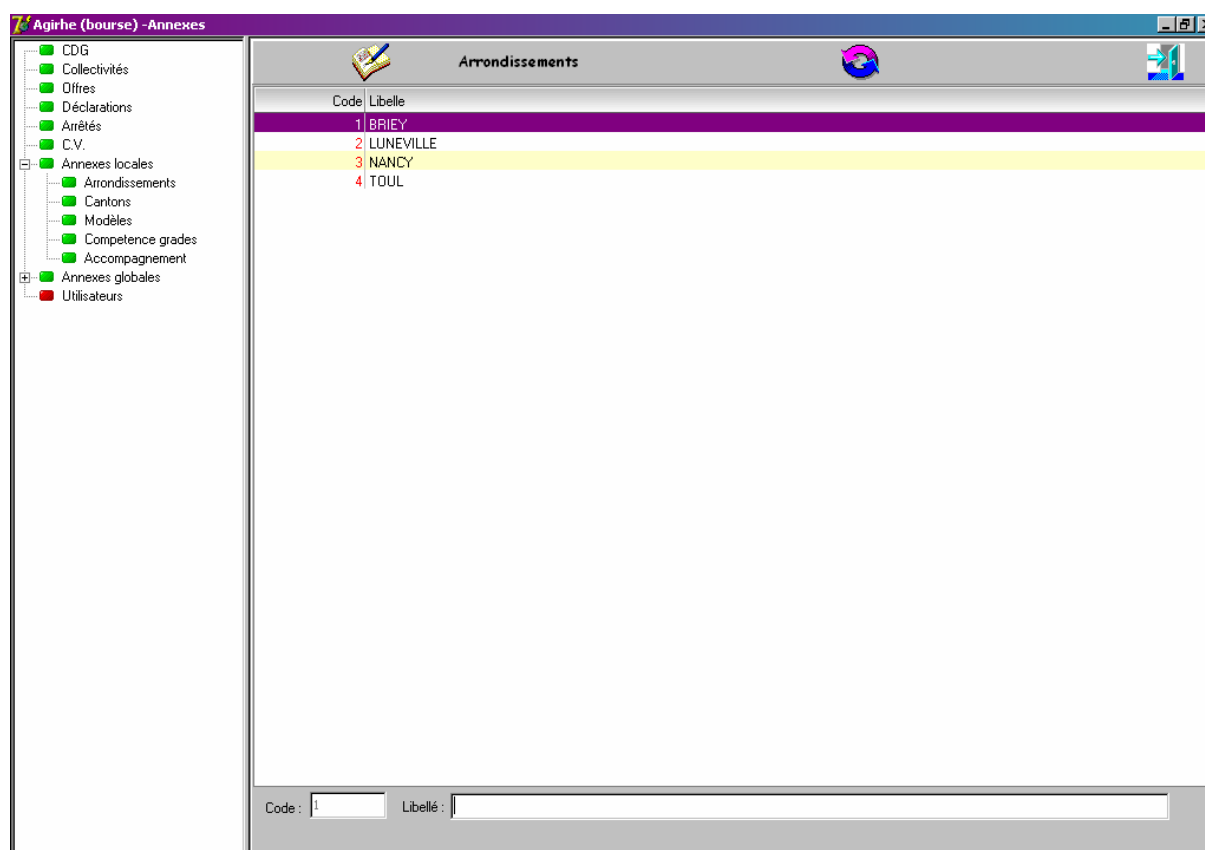 Agirhe (bourse) -Annexes
CDG
Collectivités
Offres
Déclarations
Arrêtés
C.V.
Annexes locales
Arrondissements
Cantons
Modèles
Competence grades
Accompagnement
Annexes globales
Utilisateurs
Arrondissements
Code Libelle
1 BRIEY
2 LUNEVILLE
3 NANCY
4 TOUL
Code : 1 Libellé :